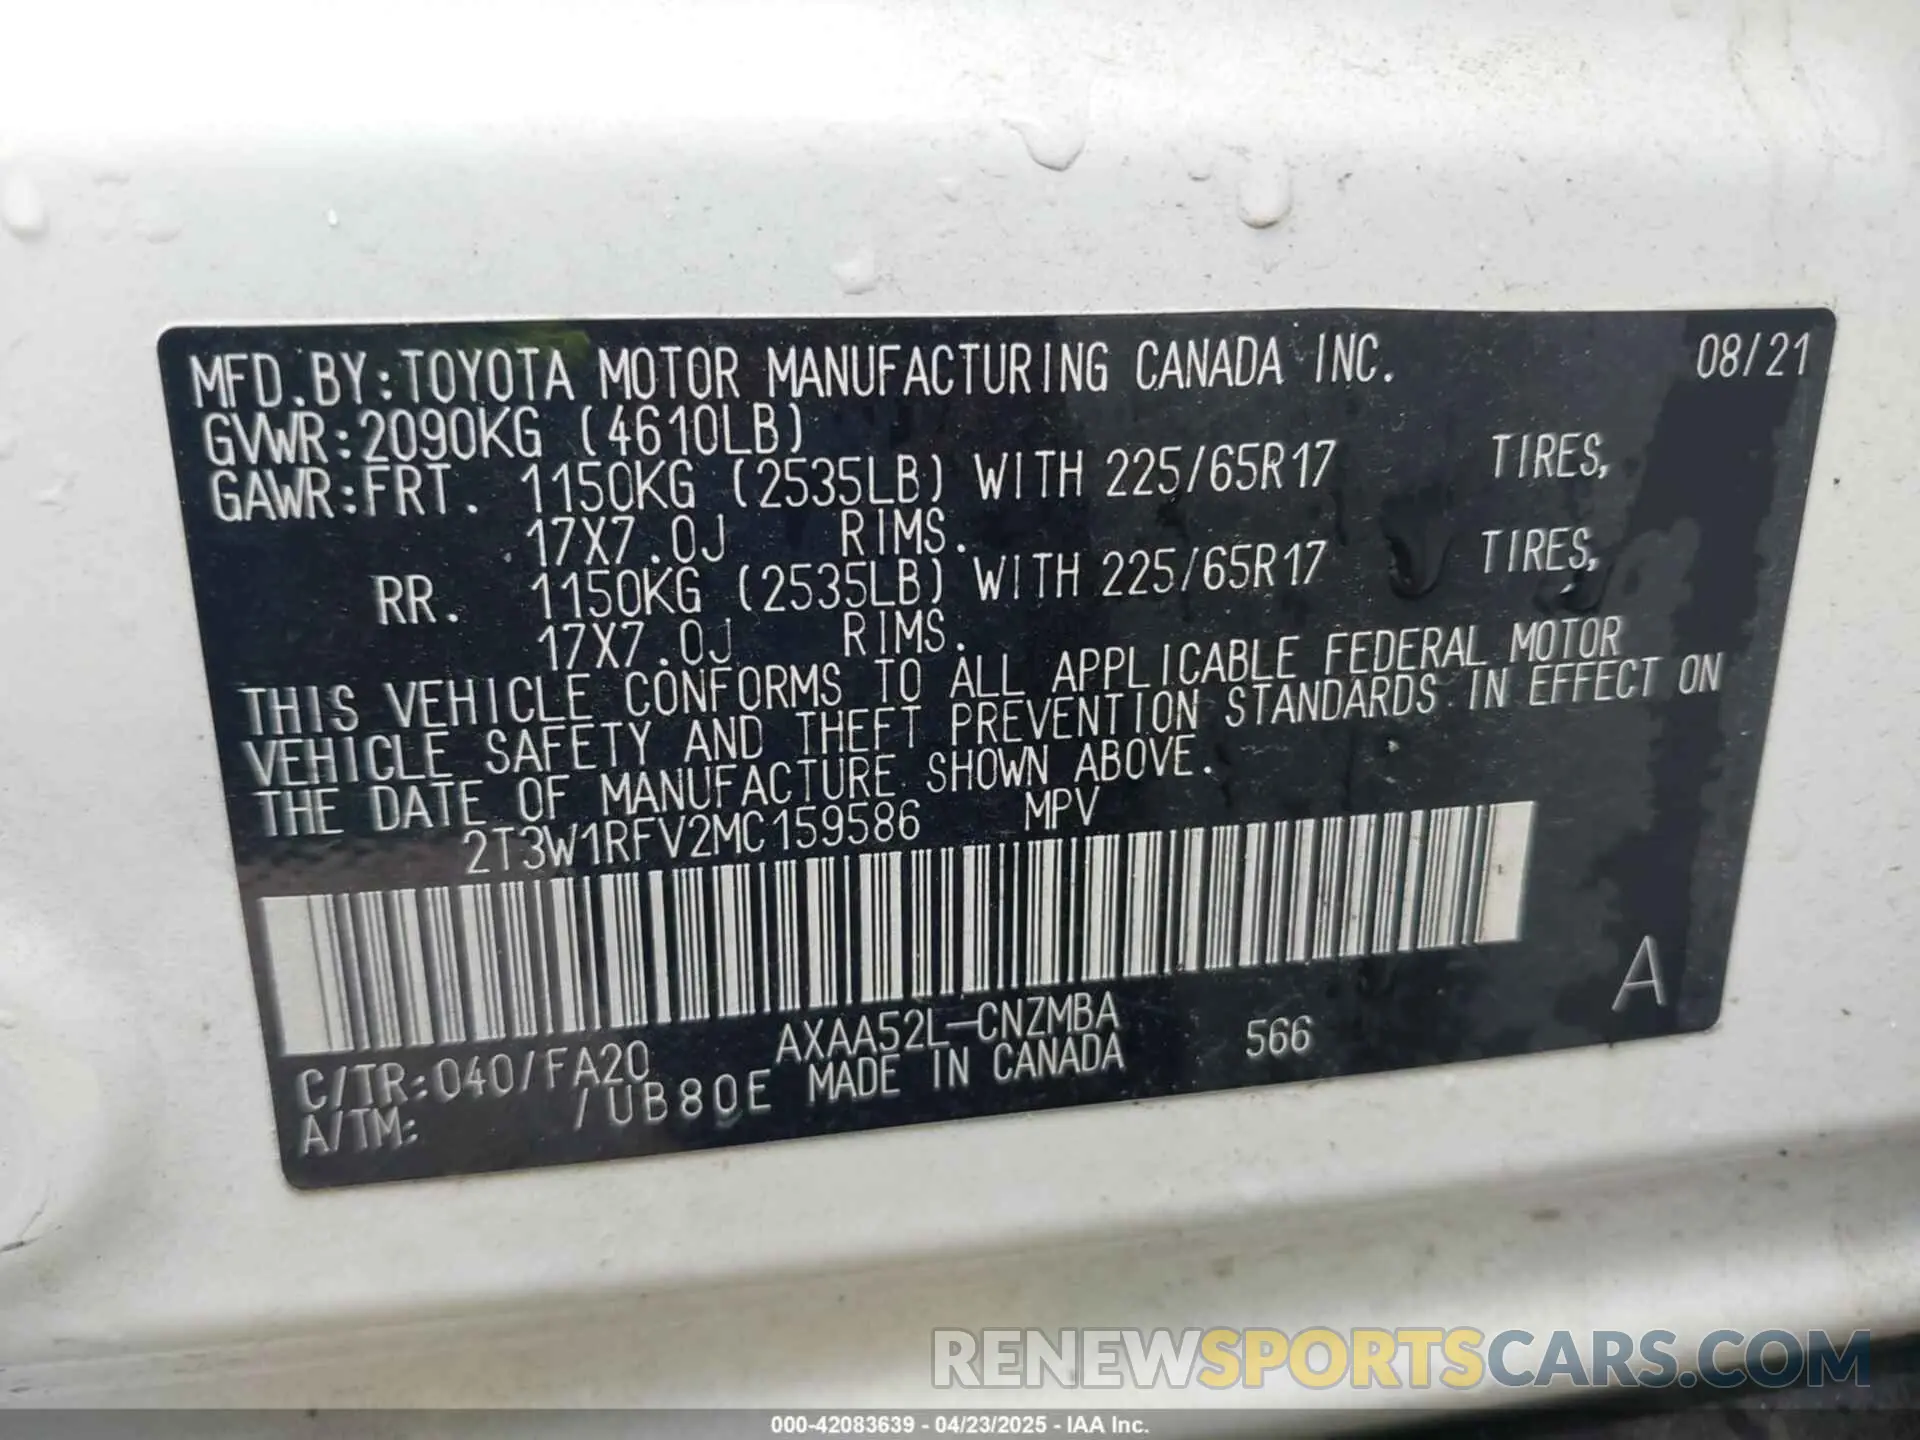 MFD. BY: TOYOTA MOTOR MANUFACTURING CANADA INC. 08/21
GVWR: 2090KG (4610LB)
GAWR: FRT. 1150KG (2535LB) WITH 225/65R17 TIRES,
17X7.0J RIMS.
RR. 1150KG (2535LB) WITH 225/65R17 TIRES,
17X7.0J RIMS.
THIS VEHICLE CONFORMS TO ALL APPLICABLE FEDERAL MOTOR
VEHICLE SAFETY AND THEFT PREVENTION STANDARDS IN EFFECT ON
THE DATE OF MANUFACTURE SHOWN ABOVE.
2T3W1RFV2MC159586 MPV
A
AXAA52L-CNZMBA 566
C/TR: 040/FA20
A/TM: /UB80E MADE IN CANADA
RENEWSPORTSCARS.COM
000-42083639 - 04/23/2025 - IAA Inc.